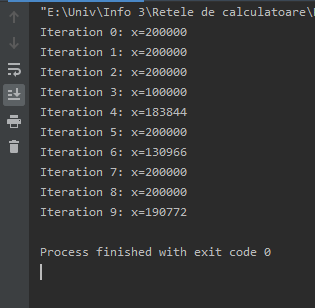 "E:\Univ\Info 3\Retele de calculatoare\
Iteration 0: x=200000
Iteration 1: x=200000
Iteration 2: x=200000
Iteration 3: x=100000
Iteration 4: x=183844
Iteration 5: x=200000
Iteration 6: x=130966
Iteration 7: x=200000
Iteration 8: x=200000
Iteration 9: x=190772
Process finished with exit code 0